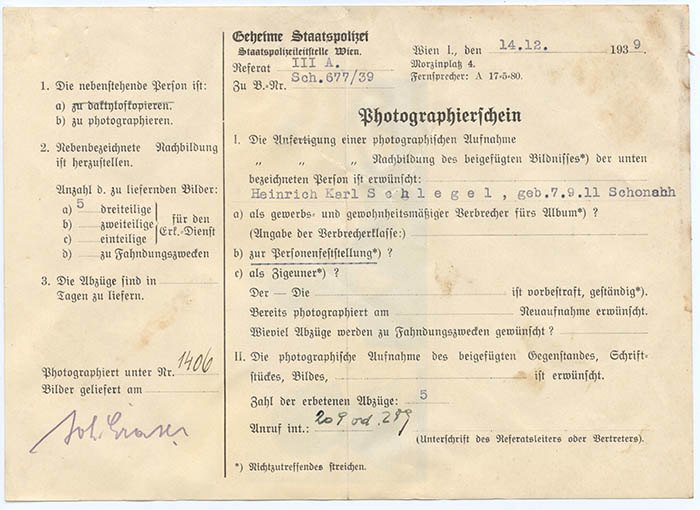 Geheime Staatspolizei
Staatspolizeileitstelle Wien.
Referat III A.
Zu B.-Nr. Sch.677/39
Wien I., den 14.12. 1939.
Morzinplatz 4.
Fernsprecher: A 17-5-80.
1. Die nebenstehende Person ist:
a) zu daktyloskopieren.
b) zu photographieren.
2. Nebenbezeichnete Nachbildung
ist herzustellen.
Anzahl d. zu liefernden Bilder:
a) 5 dreiteilige
b) zweiteilige
c) einteilige
für den
Erk.-Dienst
d) zu Fahndungszwecken
3. Die Abzüge sind in
Tagen zu liefern.
Photographiert unter Nr. 1406
Bilder geliefert am
Photographierschein
I. Die Anfertigung einer photographischen Aufnahme
„ „ „ Nachbildung des beigefügten Bildnisses*) der unten
bezeichneten Person ist erwünscht:
Heinrich Karl S c h l e g e l , geb.7.9.11
a) als gewerbs- und gewohnheitsmäßiger Verbrecher fürs Album*) ?
(Angabe der Verbrecherklasse:)
b) zur Personenfeststellung*) ?
c) als Zigeuner*) ?
Der — Die ist vorbestraft, geständig*).
Bereits photographiert am Neuaufnahme erwünscht.
Wieviel Abzüge werden zu Fahndungszwecken gewünscht ?
II. Die photographische Aufnahme des beigefügten Gegenstandes, Schrift-
stückes, Bildes, ist erwünscht.
Zahl der erbetenen Abzüge: 5
Anruf int.: 209 od. 299
(Unterschrift des Referatsleiters oder Vertreters).
*) Nichtzutreffendes streichen.